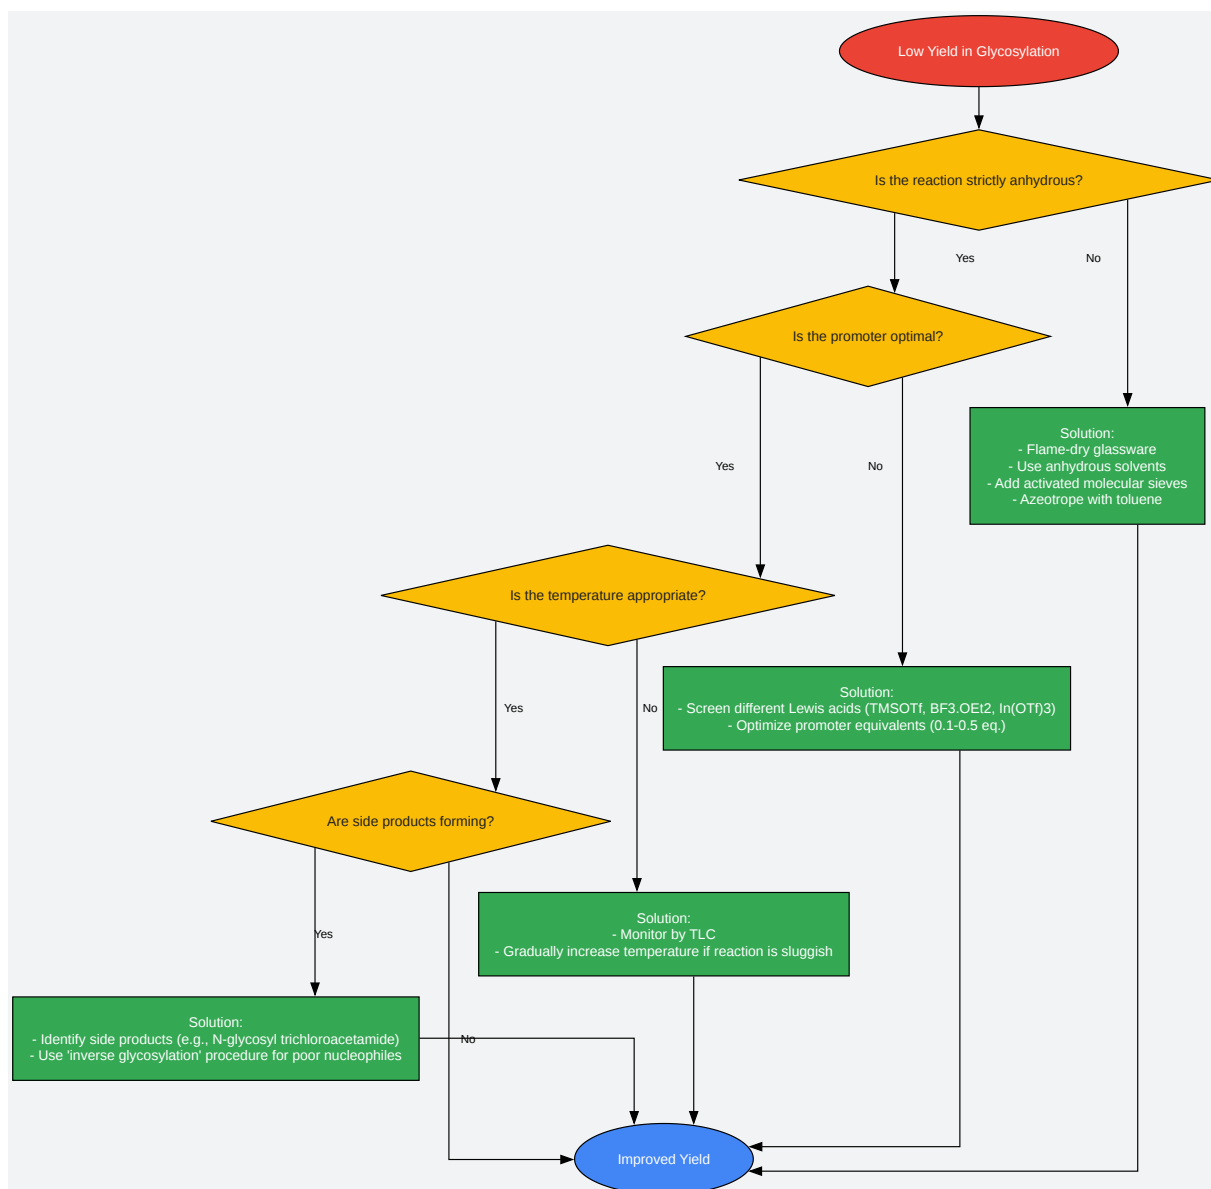 Low Yield in Glycosylation
Is the reaction strictly anhydrous?
Yes
No
Is the promoter optimal?
Solution:
- Flame-dry glassware
- Use anhydrous solvents
- Add activated molecular sieves
- Azeotrope with toluene
Yes
No
Is the temperature appropriate?
Solution:
- Screen different Lewis acids (TMSOTf, BF3.OEt2, In(OTf)3)
- Optimize promoter equivalents (0.1-0.5 eq.)
Yes
No
Are side products forming?
Solution:
- Monitor by TLC
- Gradually increase temperature if reaction is sluggish
Yes
Solution:
- Identify side products (e.g., N-glycosyl trichloroacetamide)
- Use 'inverse glycosylation' procedure for poor nucleophiles
No
Improved Yield